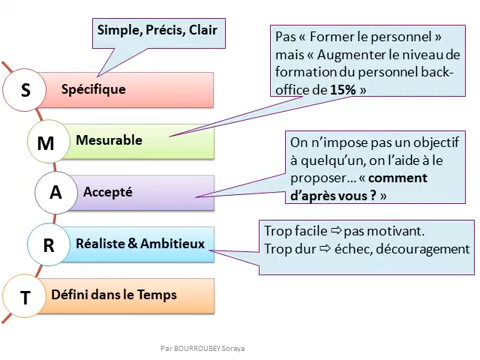 Simple, Précis, Clair
Pas « Former le personnel »
mais « Augmenter le niveau de
formation du personnel back-
office de 15% »
S Spécifique
M Mesurable
On n'impose pas un objectif
à quelqu'un, on l'aide à le
proposer... « comment
d'après vous ? »
A Accepté
Trop facile ⇨ pas motivant.
Trop dur ⇨ échec, découragement
R Réaliste & Ambitieux
T Défini dans le Temps
Par BOURROUBEY Soraya